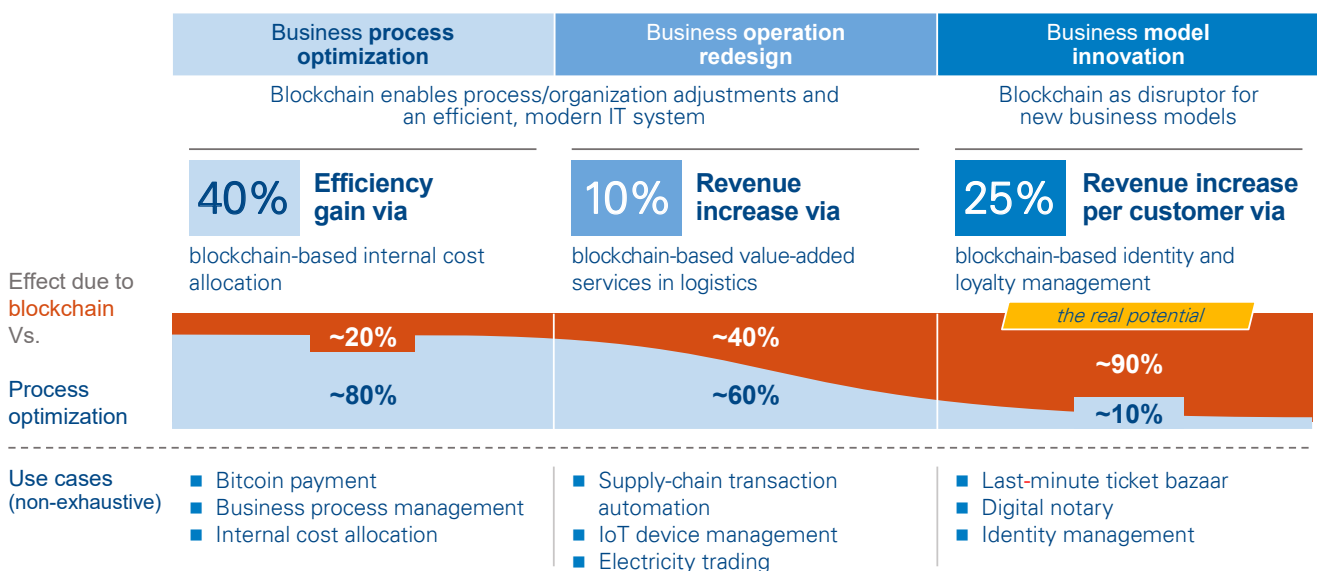 Business process
optimization
Business operation
redesign
Business model
innovation
Blockchain enables process/organization adjustments and
an efficient, modern IT system
Blockchain as disruptor for
new business models
40%
Efficiency
gain via
blockchain-based internal cost
allocation
10%
Revenue
increase via
blockchain-based value-added
services in logistics
25%
Revenue increase
per customer via
blockchain-based identity and
loyalty management
Effect due to
blockchain
Vs.
Process
optimization
the real potential
~20%
~40%
~90%
~80%
~60%
~10%
Use cases
(non-exhaustive)
Bitcoin payment
Business process management
Internal cost allocation
Supply-chain transaction
automation
IoT device management
Electricity trading
Last-minute ticket bazaar
Digital notary
Identity management